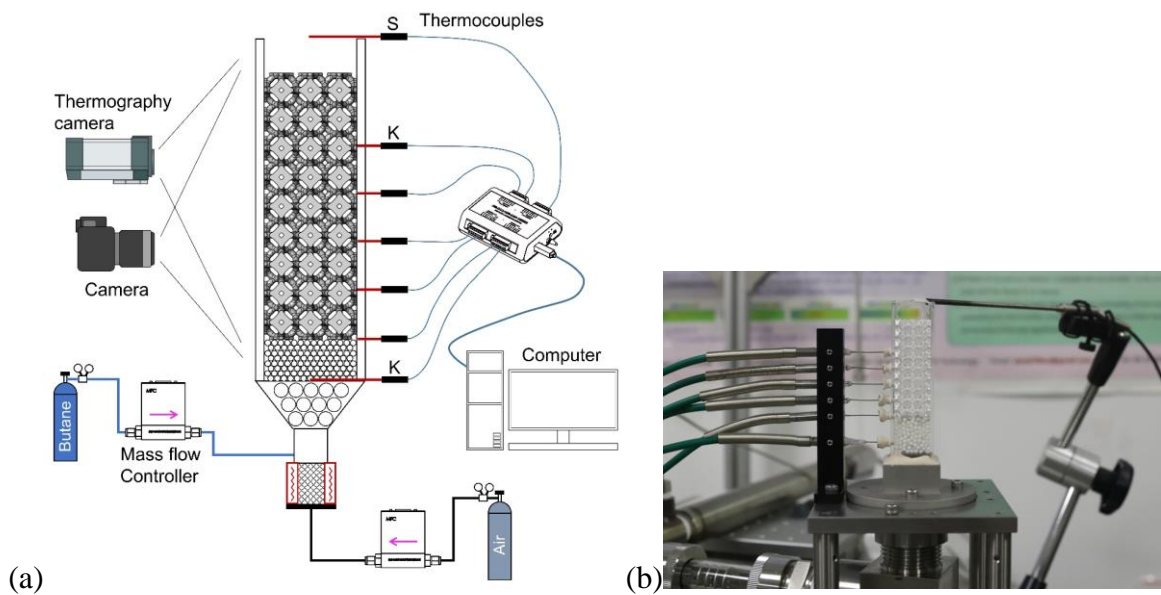 S
Thermocouples
Thermography
camera
K
Camera
Computer
K
Butane
MFC
Mass flow
Controller
MFC
Air
(a)
(b)